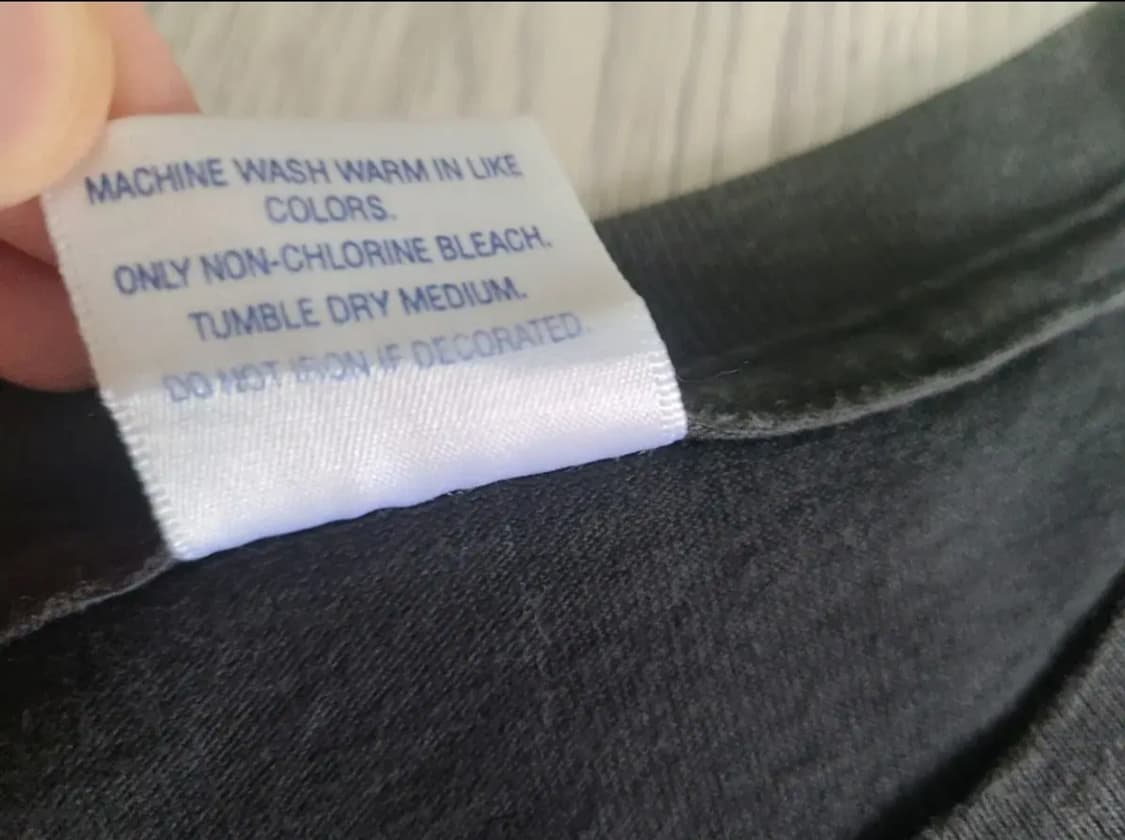 MACHINE WASH WARM IN LIKE
COLORS.
ONLY NON-CHLORINE BLEACH.
TUMBLE DRY MEDIUM.
DO NOT IRON IF DECORATED.